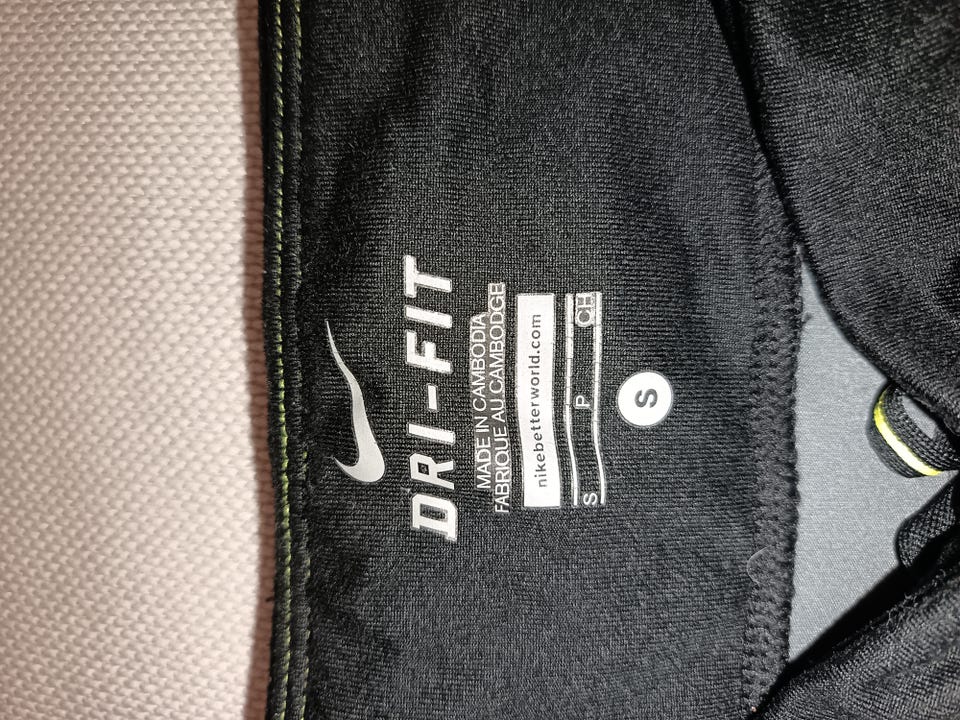 DRI-FIT
MADE IN CAMBODIA
FABRIQUE AU CAMBODGE
nikebetterworld.com
S P CH
S